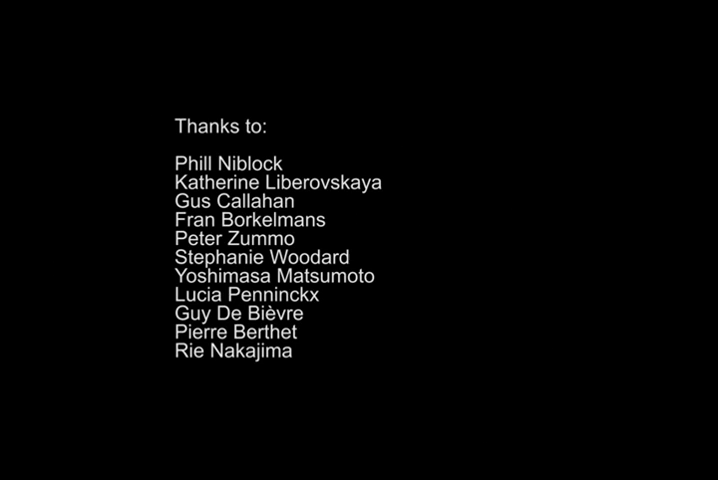 Thanks to:
Phill Niblock
Katherine Liberovskaya
Gus Callahan
Fran Borkelmans
Peter Zummo
Stephanie Woodard
Yoshimasa Matsumoto
Lucia Penninckx
Guy De Bièvre
Pierre Berthet
Rie Nakajima